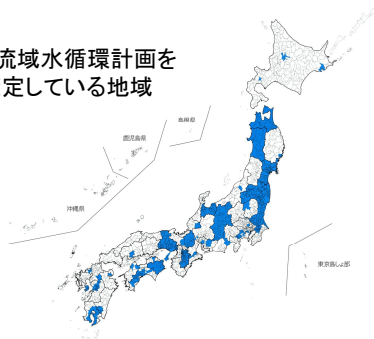 流域水循環計画を
定している地域
島根県
鹿児島県
沖縄県
東京島しょ部